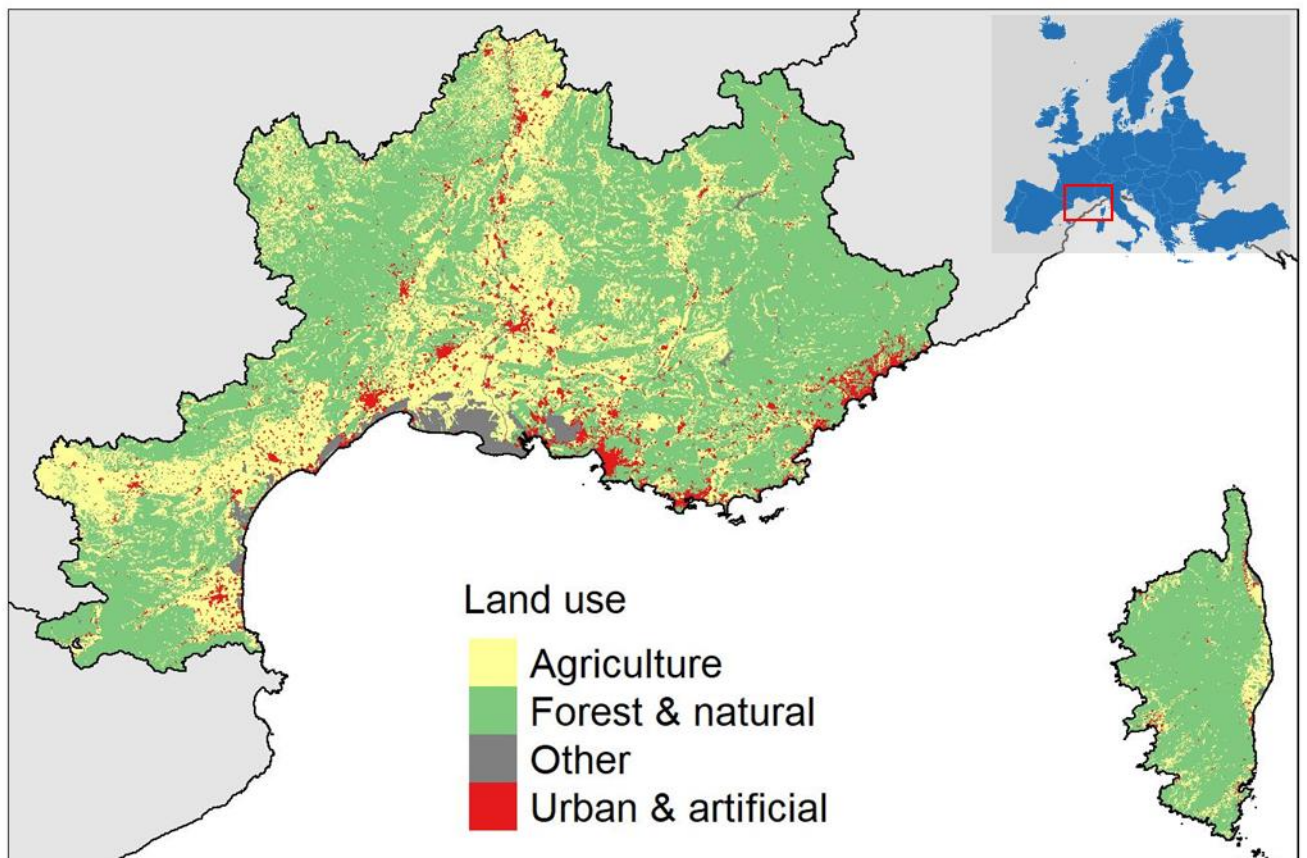 Land use
Agriculture
Forest & natural
Other
Urban & artificial